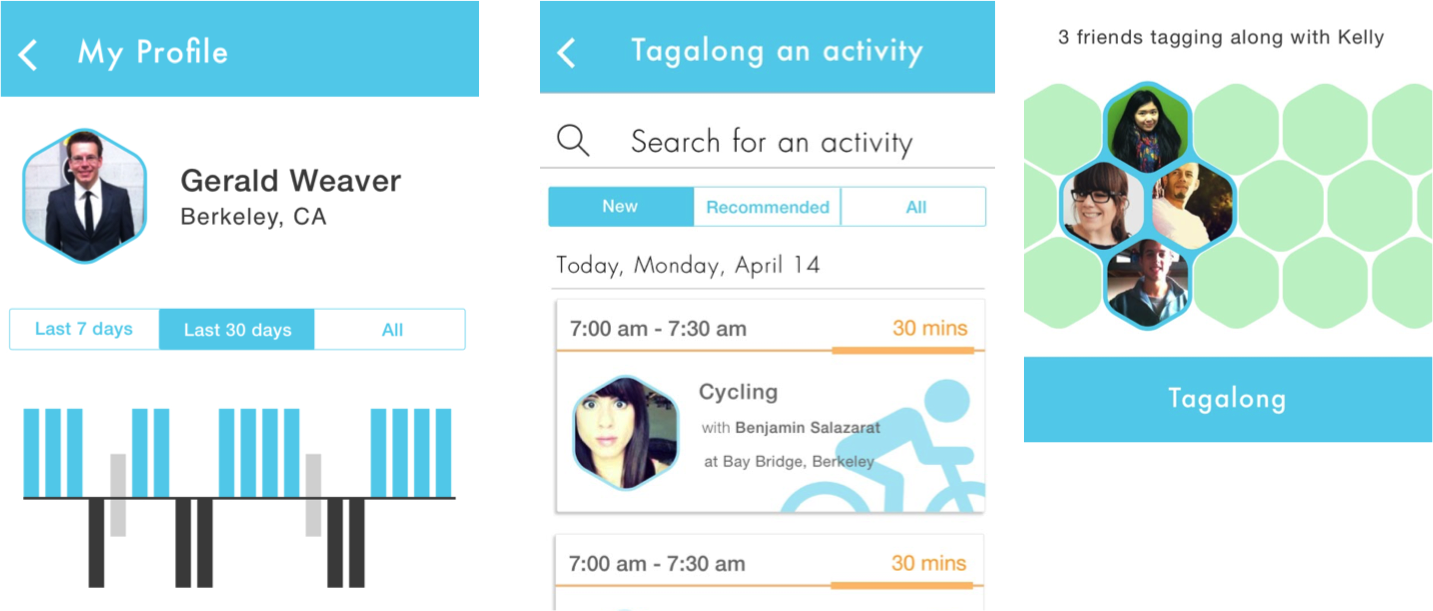 My Profile
Gerald Weaver
Berkeley, CA
Last 7 days
Last 30 days
All
Tagalong an activity
Search for an activity
New
Recommended
All
Today, Monday, April 14
7:00 am - 7:30 am
30 mins
Cycling
with Benjamin Salazarat
at Bay Bridge, Berkeley
7:00 am - 7:30 am
30 mins
3 friends tagging along with Kelly
Tagalong